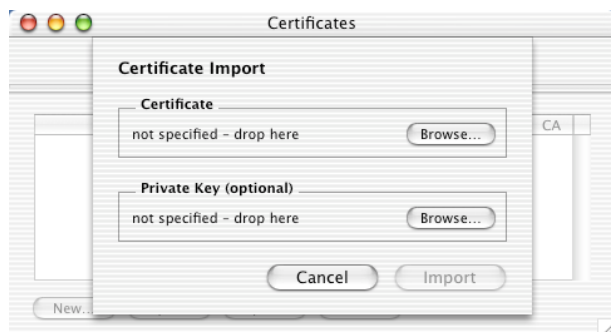 Certificates
Certificate Import
Certificate
not specified – drop here Browse...
CA
Private Key (optional)
not specified – drop here Browse...
Cancel Import
New...